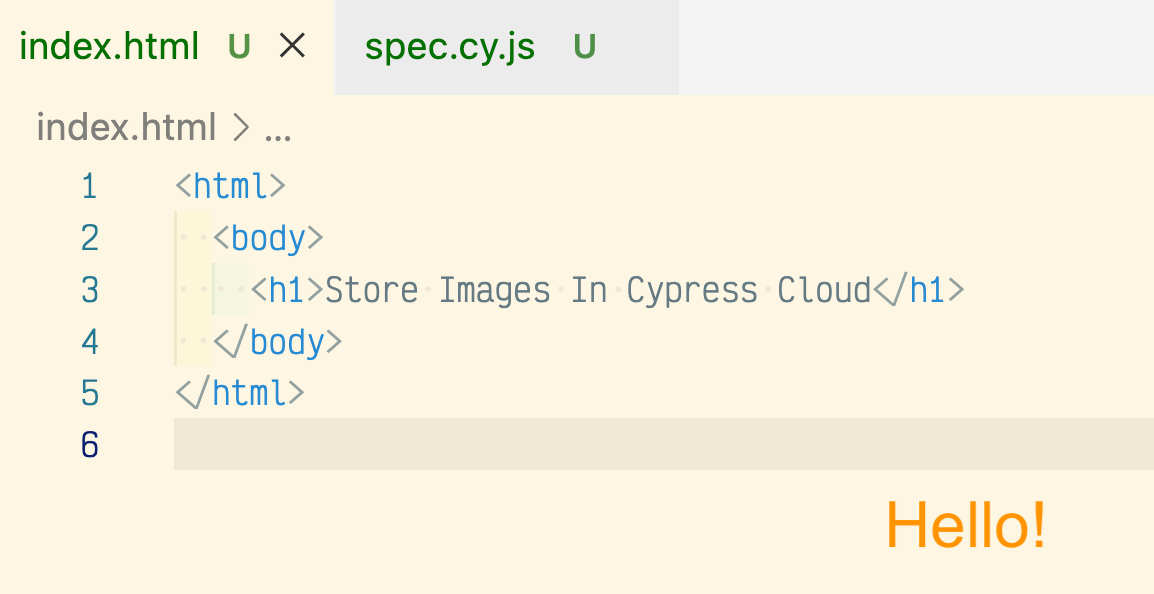 index.html U × spec.cy.js U
index.html > ...
1 <html>
2   <body>
3     <h1>Store Images In Cypress Cloud</h1>
4   </body>
5 </html>
6
Hello!